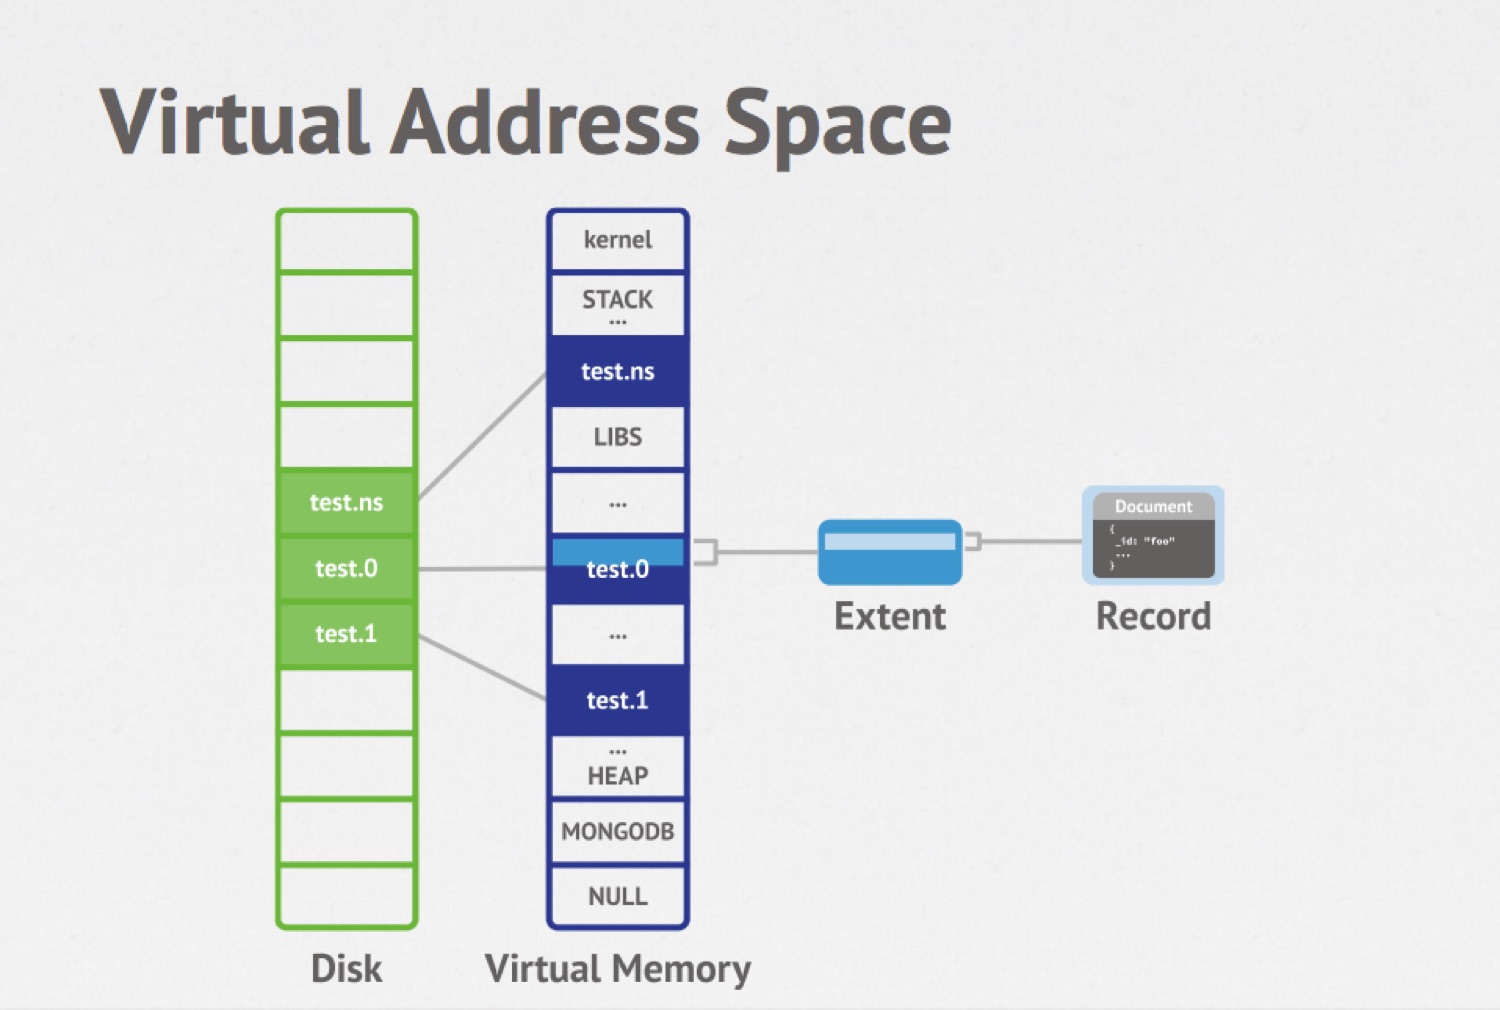 Virtual Address Space
kernel
STACK
...
test.ns
LIBS
test.ns
...
test.0
test.0
test.1
...
test.1
...
HEAP
MONGODB
NULL
Document
{
_id: "foo"
...
}
Extent
Record
Disk
Virtual Memory